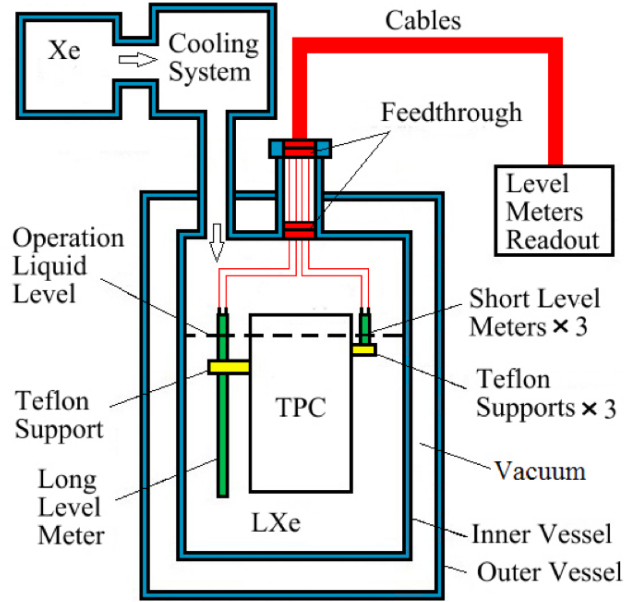 Cables
Xe
Cooling
System
Feedthrough
Level
Meters
Readout
Operation
Liquid
Level
Short Level
Meters × 3
Teflon
Support
TPC
Teflon
Supports × 3
Long
Level
Meter
Vacuum
LXe
Inner Vessel
Outer Vessel